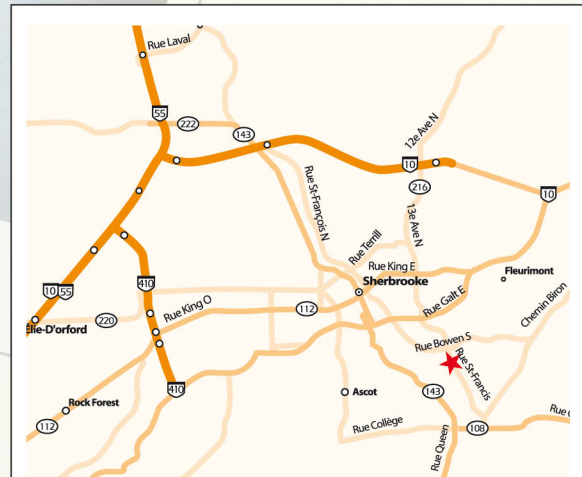 Rue Laval
55
222
143
12e Ave N
10
216
10
Rue St-François N
13e Ave N
Rue Terrill
Rue King E
Fleurimont
Sherbrooke
410
10
55
Rue King O
112
Rue Galt E
Chemin Biron
Élie-D'orford
220
Rue Bowen S
Rue St-Francis
Rock Forest
410
Ascot
143
112
Rue Collège
108
Rue Queen